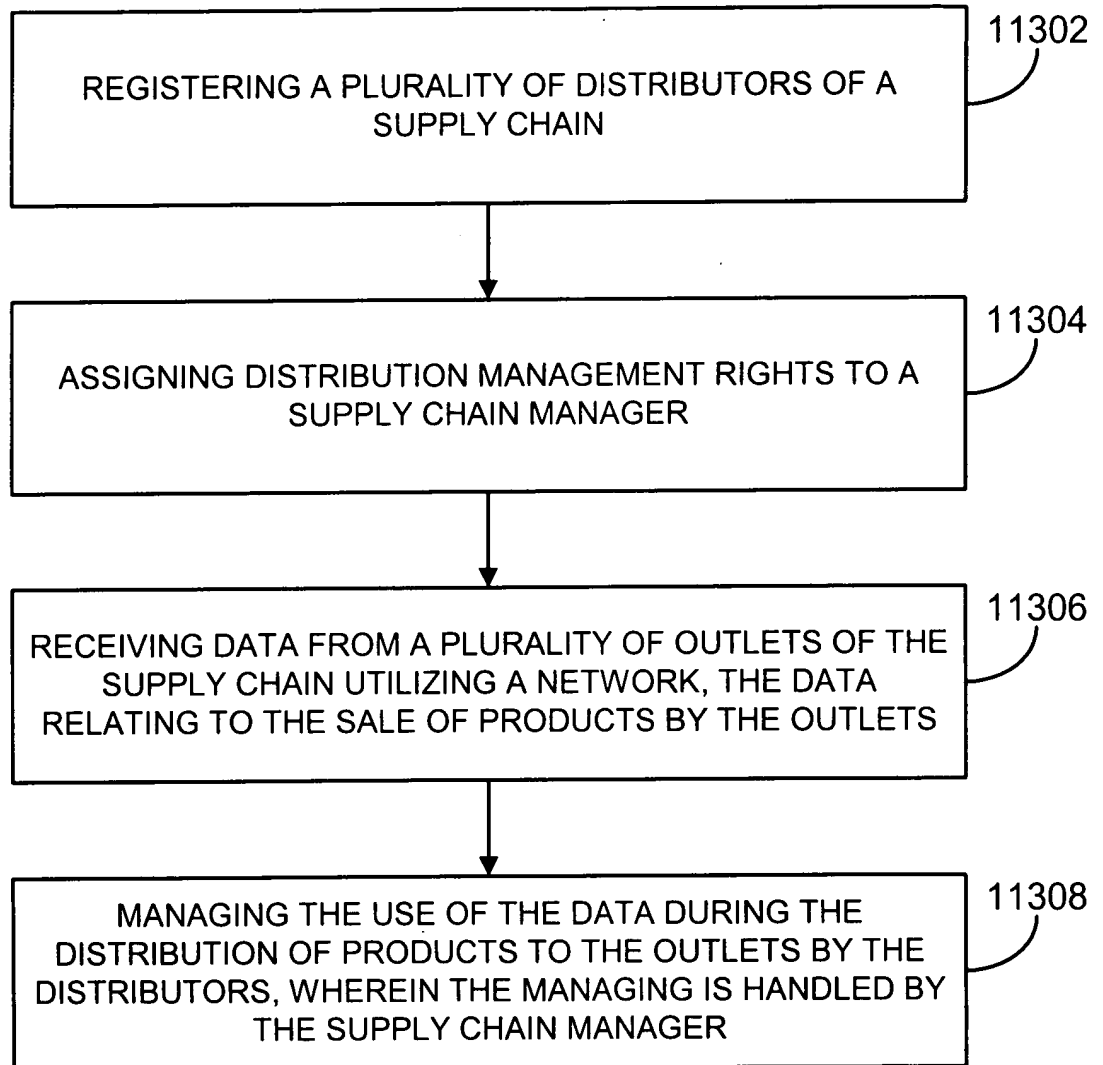 11302
REGISTERING A PLURALITY OF DISTRIBUTORS OF A
SUPPLY CHAIN
11304
ASSIGNING DISTRIBUTION MANAGEMENT RIGHTS TO A
SUPPLY CHAIN MANAGER
11306
RECEIVING DATA FROM A PLURALITY OF OUTLETS OF THE
SUPPLY CHAIN UTILIZING A NETWORK, THE DATA
RELATING TO THE SALE OF PRODUCTS BY THE OUTLETS
11308
MANAGING THE USE OF THE DATA DURING THE
DISTRIBUTION OF PRODUCTS TO THE OUTLETS BY THE
DISTRIBUTORS, WHEREIN THE MANAGING IS HANDLED BY
THE SUPPLY CHAIN MANAGER